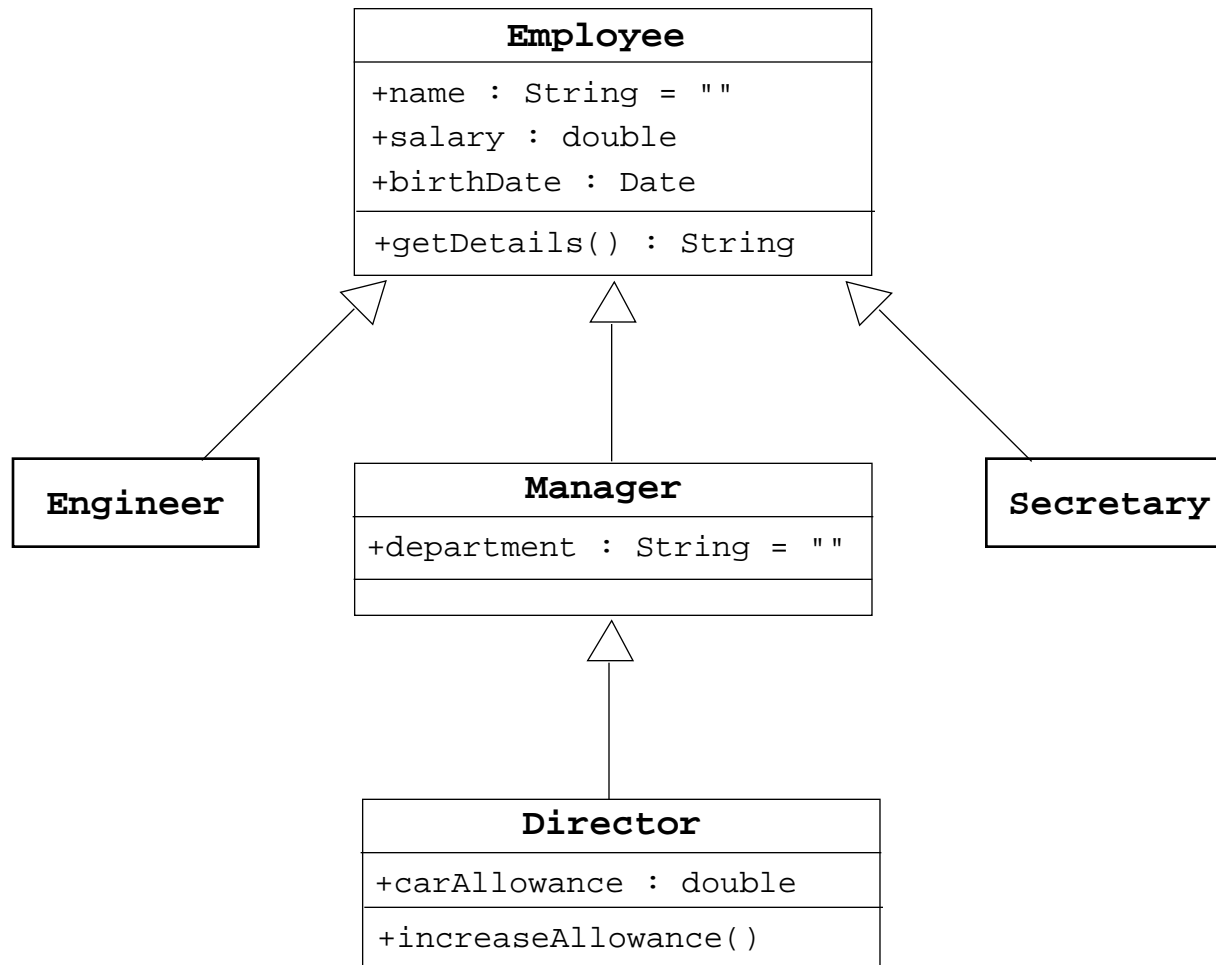 Employee
+name : String = ""
+salary : double
+birthDate : Date
+getDetails() : String
Engineer
Manager
+department : String = ""
Secretary
Director
+carAllowance : double
+increaseAllowance()